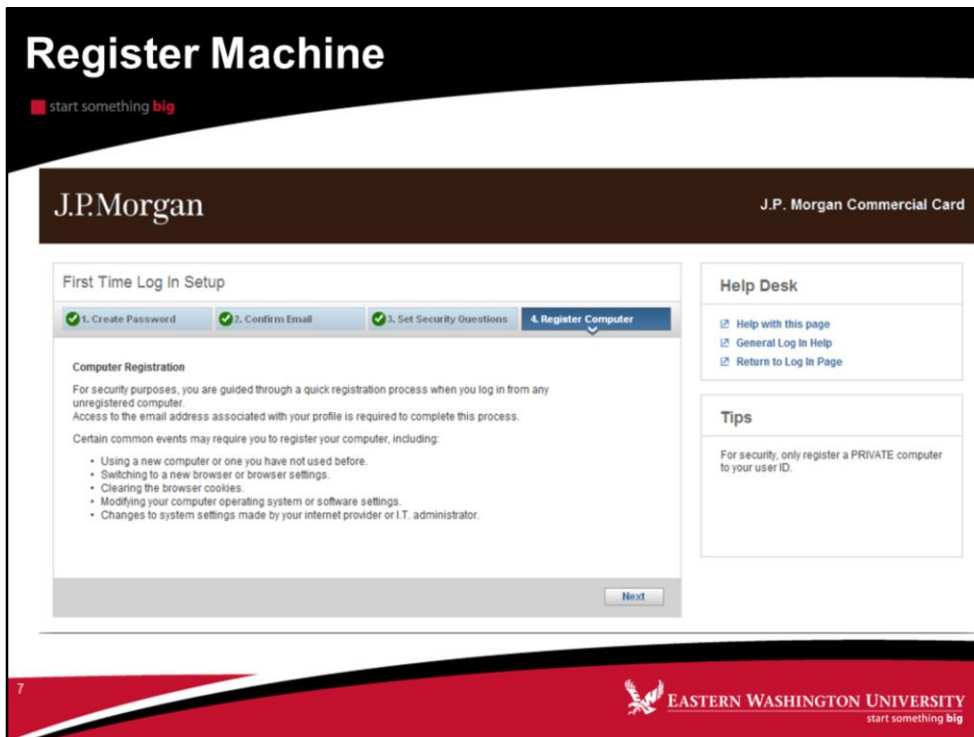 Register Machine
start something big
J.P.Morgan
J.P. Morgan Commercial Card
First Time Log In Setup
1. Create Password
2. Confirm Email
3. Set Security Questions
4. Register Computer
Computer Registration
For security purposes, you are guided through a quick registration process when you log in from any
unregistered computer.
Access to the email address associated with your profile is required to complete this process.
Certain common events may require you to register your computer, including:
• Using a new computer or one you have not used before.
• Switching to a new browser or browser settings.
• Clearing the browser cookies.
• Modifying your computer operating system or software settings.
• Changes to system settings made by your internet provider or I.T. administrator.
Next
Help Desk
Help with this page
General Log In Help
Return to Log In Page
Tips
For security, only register a PRIVATE computer
to your user ID.
7
EASTERN WASHINGTON UNIVERSITY
start something big